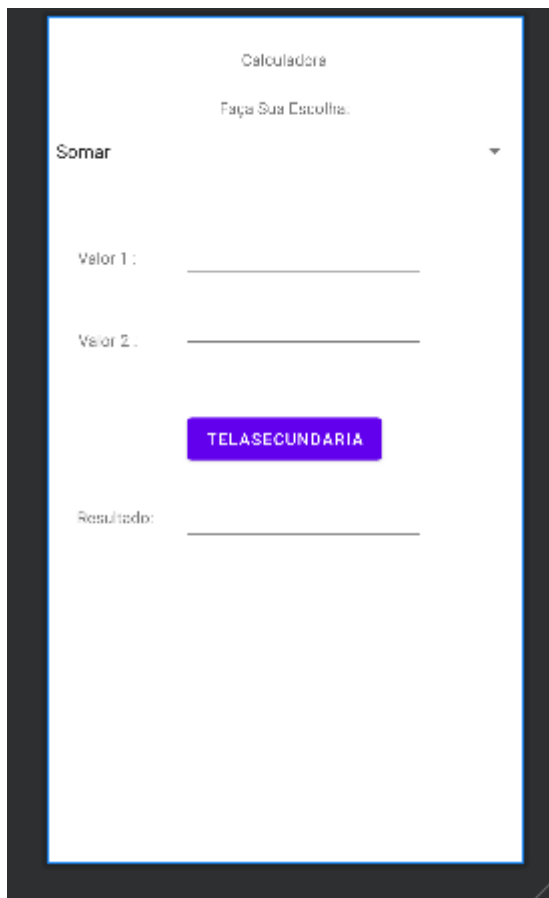 Calculadora
Faça Sua Escolha:
Somar
Valor 1 :
Valor 2 :
TELASECUNDARIA
Resultado: